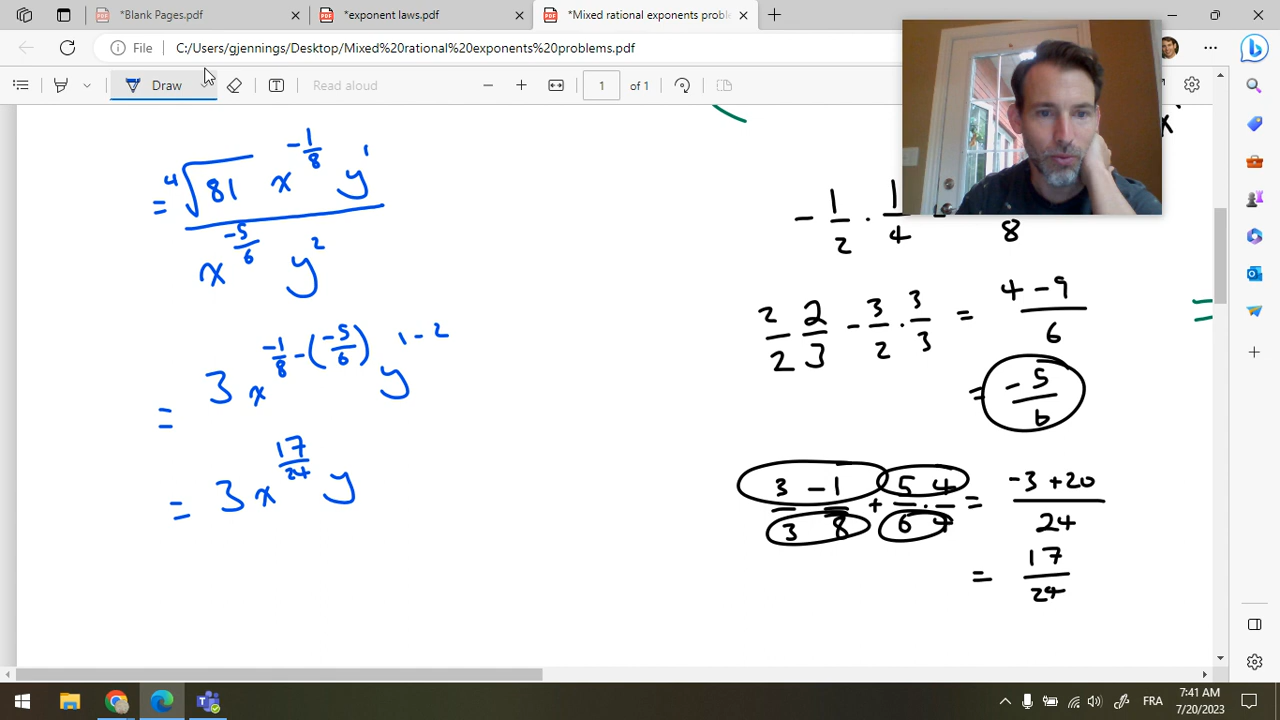 *Blank Pages.pdf
*exponent laws.pdf
*Mixed rational exponents probl
File
C:/Users/gjennings/Desktop/Mixed%20rational%20exponents%20problems.pdf
Draw
Read aloud
1 of 1
= ⁴√81 x^(-1/8) y^1 / x^(-5/6) y^2
= 3x^(-1/8-(-5/6)) y^(1-2)
= 3x^(17/24) y
x
- 1/2 · 1/4
8
2/2 2/3 - 3/2 · 3/3 = (4-9)/6
= -5/6
3/3 -1/8 + 5/6 · 4/4 = (-3+20)/24
= 17/24
=
FRA
7:41 AM
7/20/2023